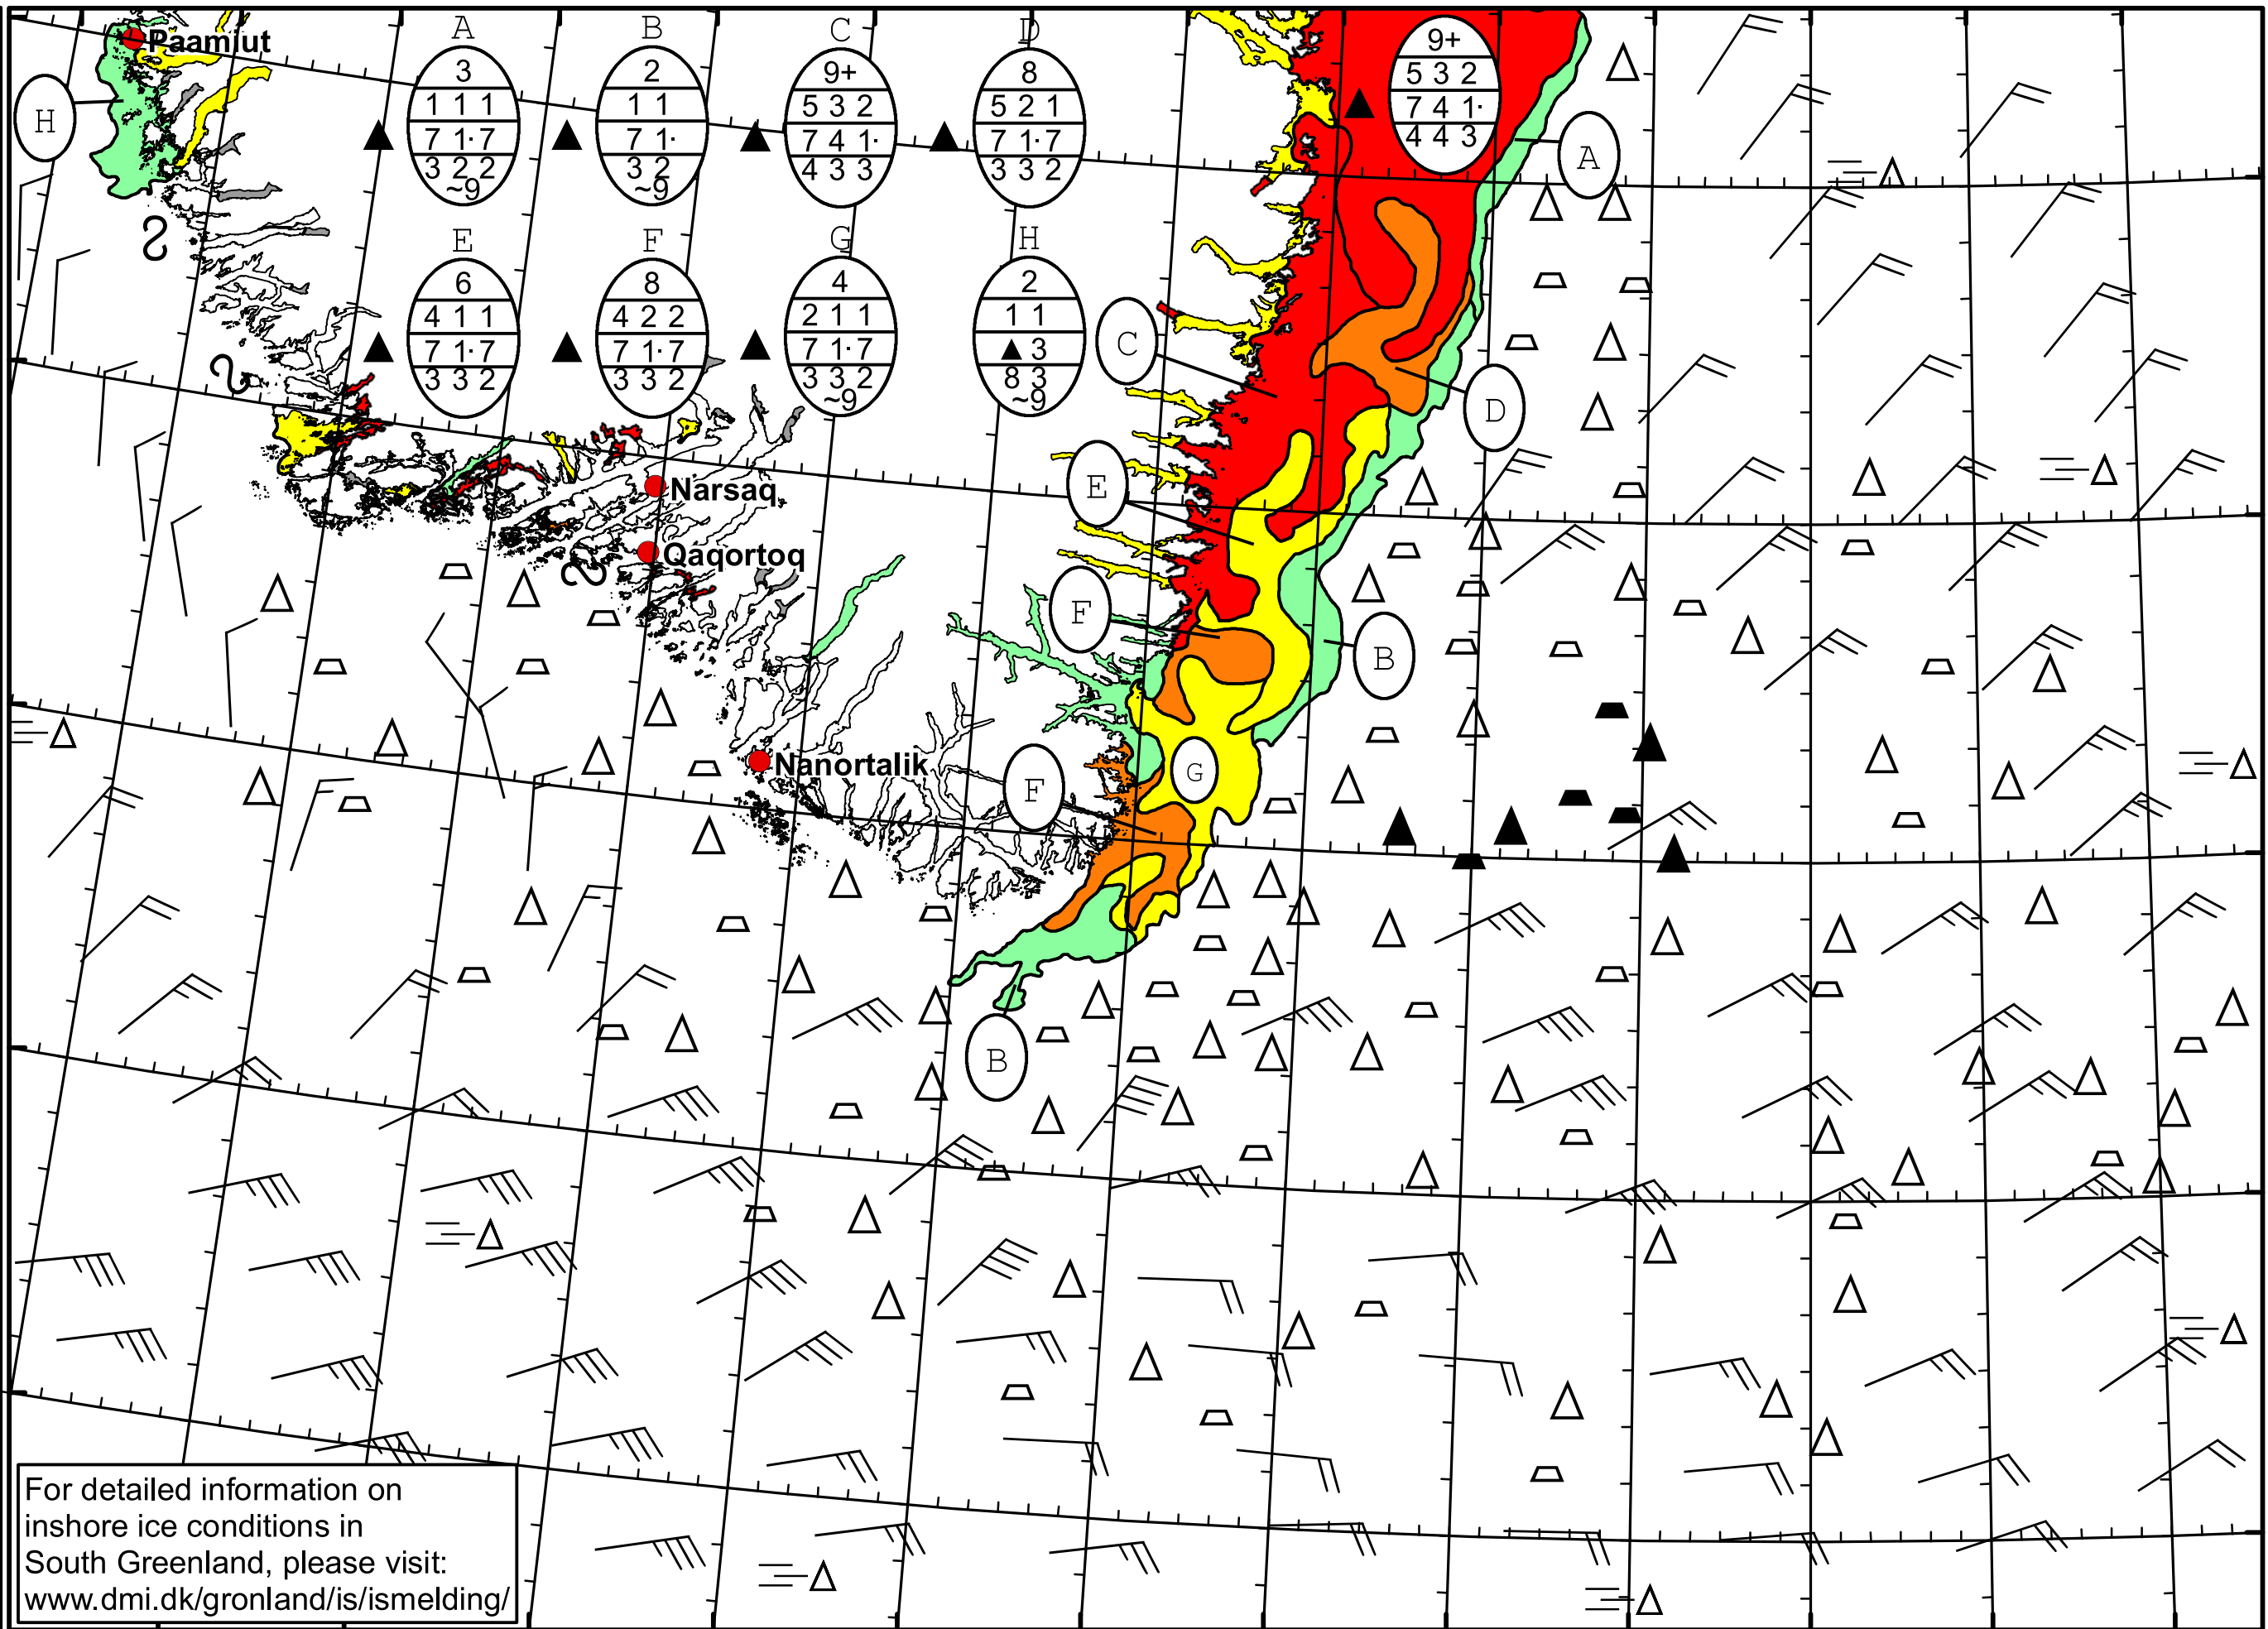 Paamiut
H
A
3
1 1 1
7 1· 7
3 2 2
~9
B
2
1 1
7 1·
3 2
~9
C
9+
5 3 2
7 4 1·
4 3 3
D
8
5 2 1
7 1· 7
3 3 2
9+
5 3 2
7 4 1·
4 4 3
A
E
6
4 1 1
7 1· 7
3 3 2
F
8
4 2 2
7 1· 7
3 3 2
G
4
2 1 1
7 1· 7
3 3 2
~9
H
2
1 1
▲ 3
8 3
~9
C
D
E
Narsaq
Qaqortoq
F
B
Nanortalik
F
G
B
For detailed information on
inshore ice conditions in
South Greenland, please visit:
www.dmi.dk/gronland/is/ismelding/